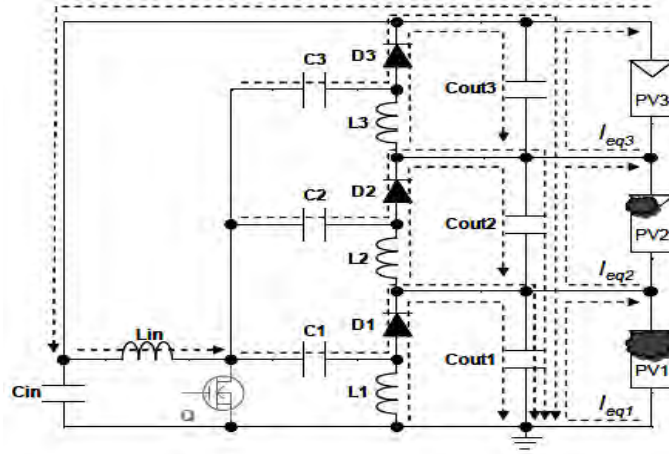 D3
C3
PV3
Cout3
L3
Ieq3
D2
C2
Cout2
PV2
L2
Ieq2
D1
Lin
C1
Cout1
PV1
Cin
Q
L1
Ieq1